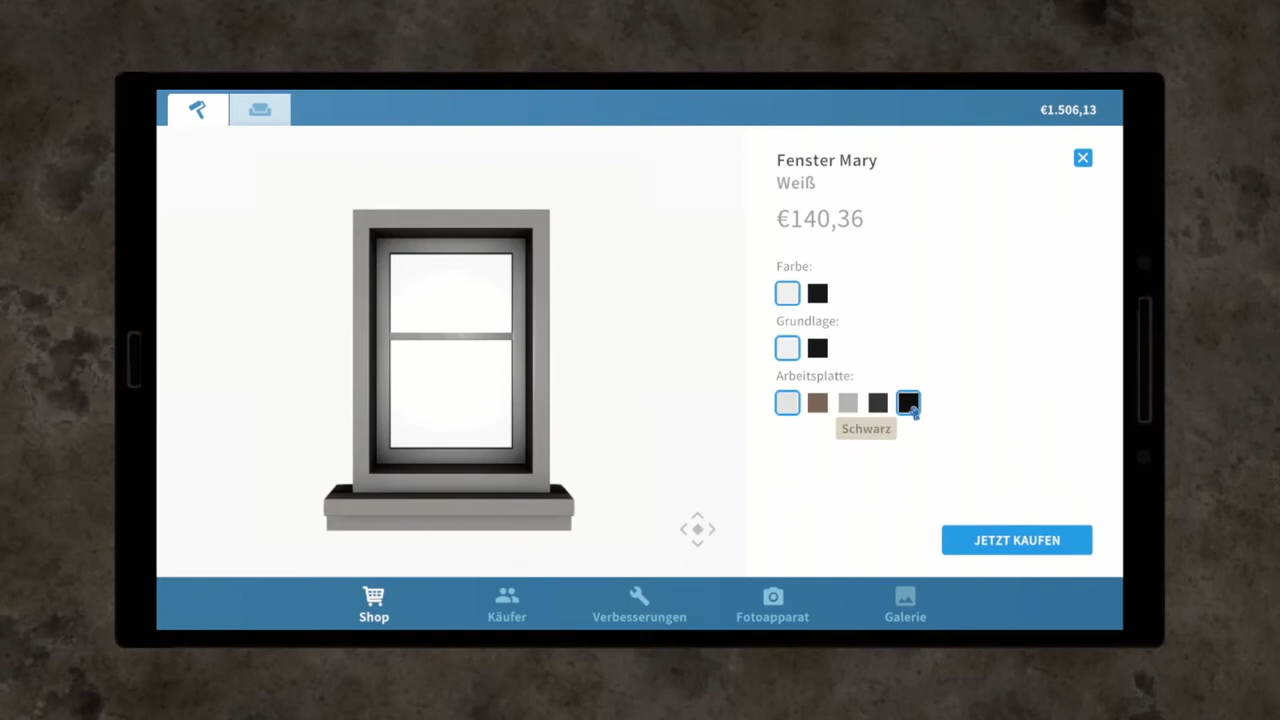 €1.506,13
Fenster Mary
Weiß
€140,36
Farbe:
Grundlage:
Arbeitsplatte:
Schwarz
JETZT KAUFEN
Shop
Käufer
Verbesserungen
Fotoapparat
Galerie